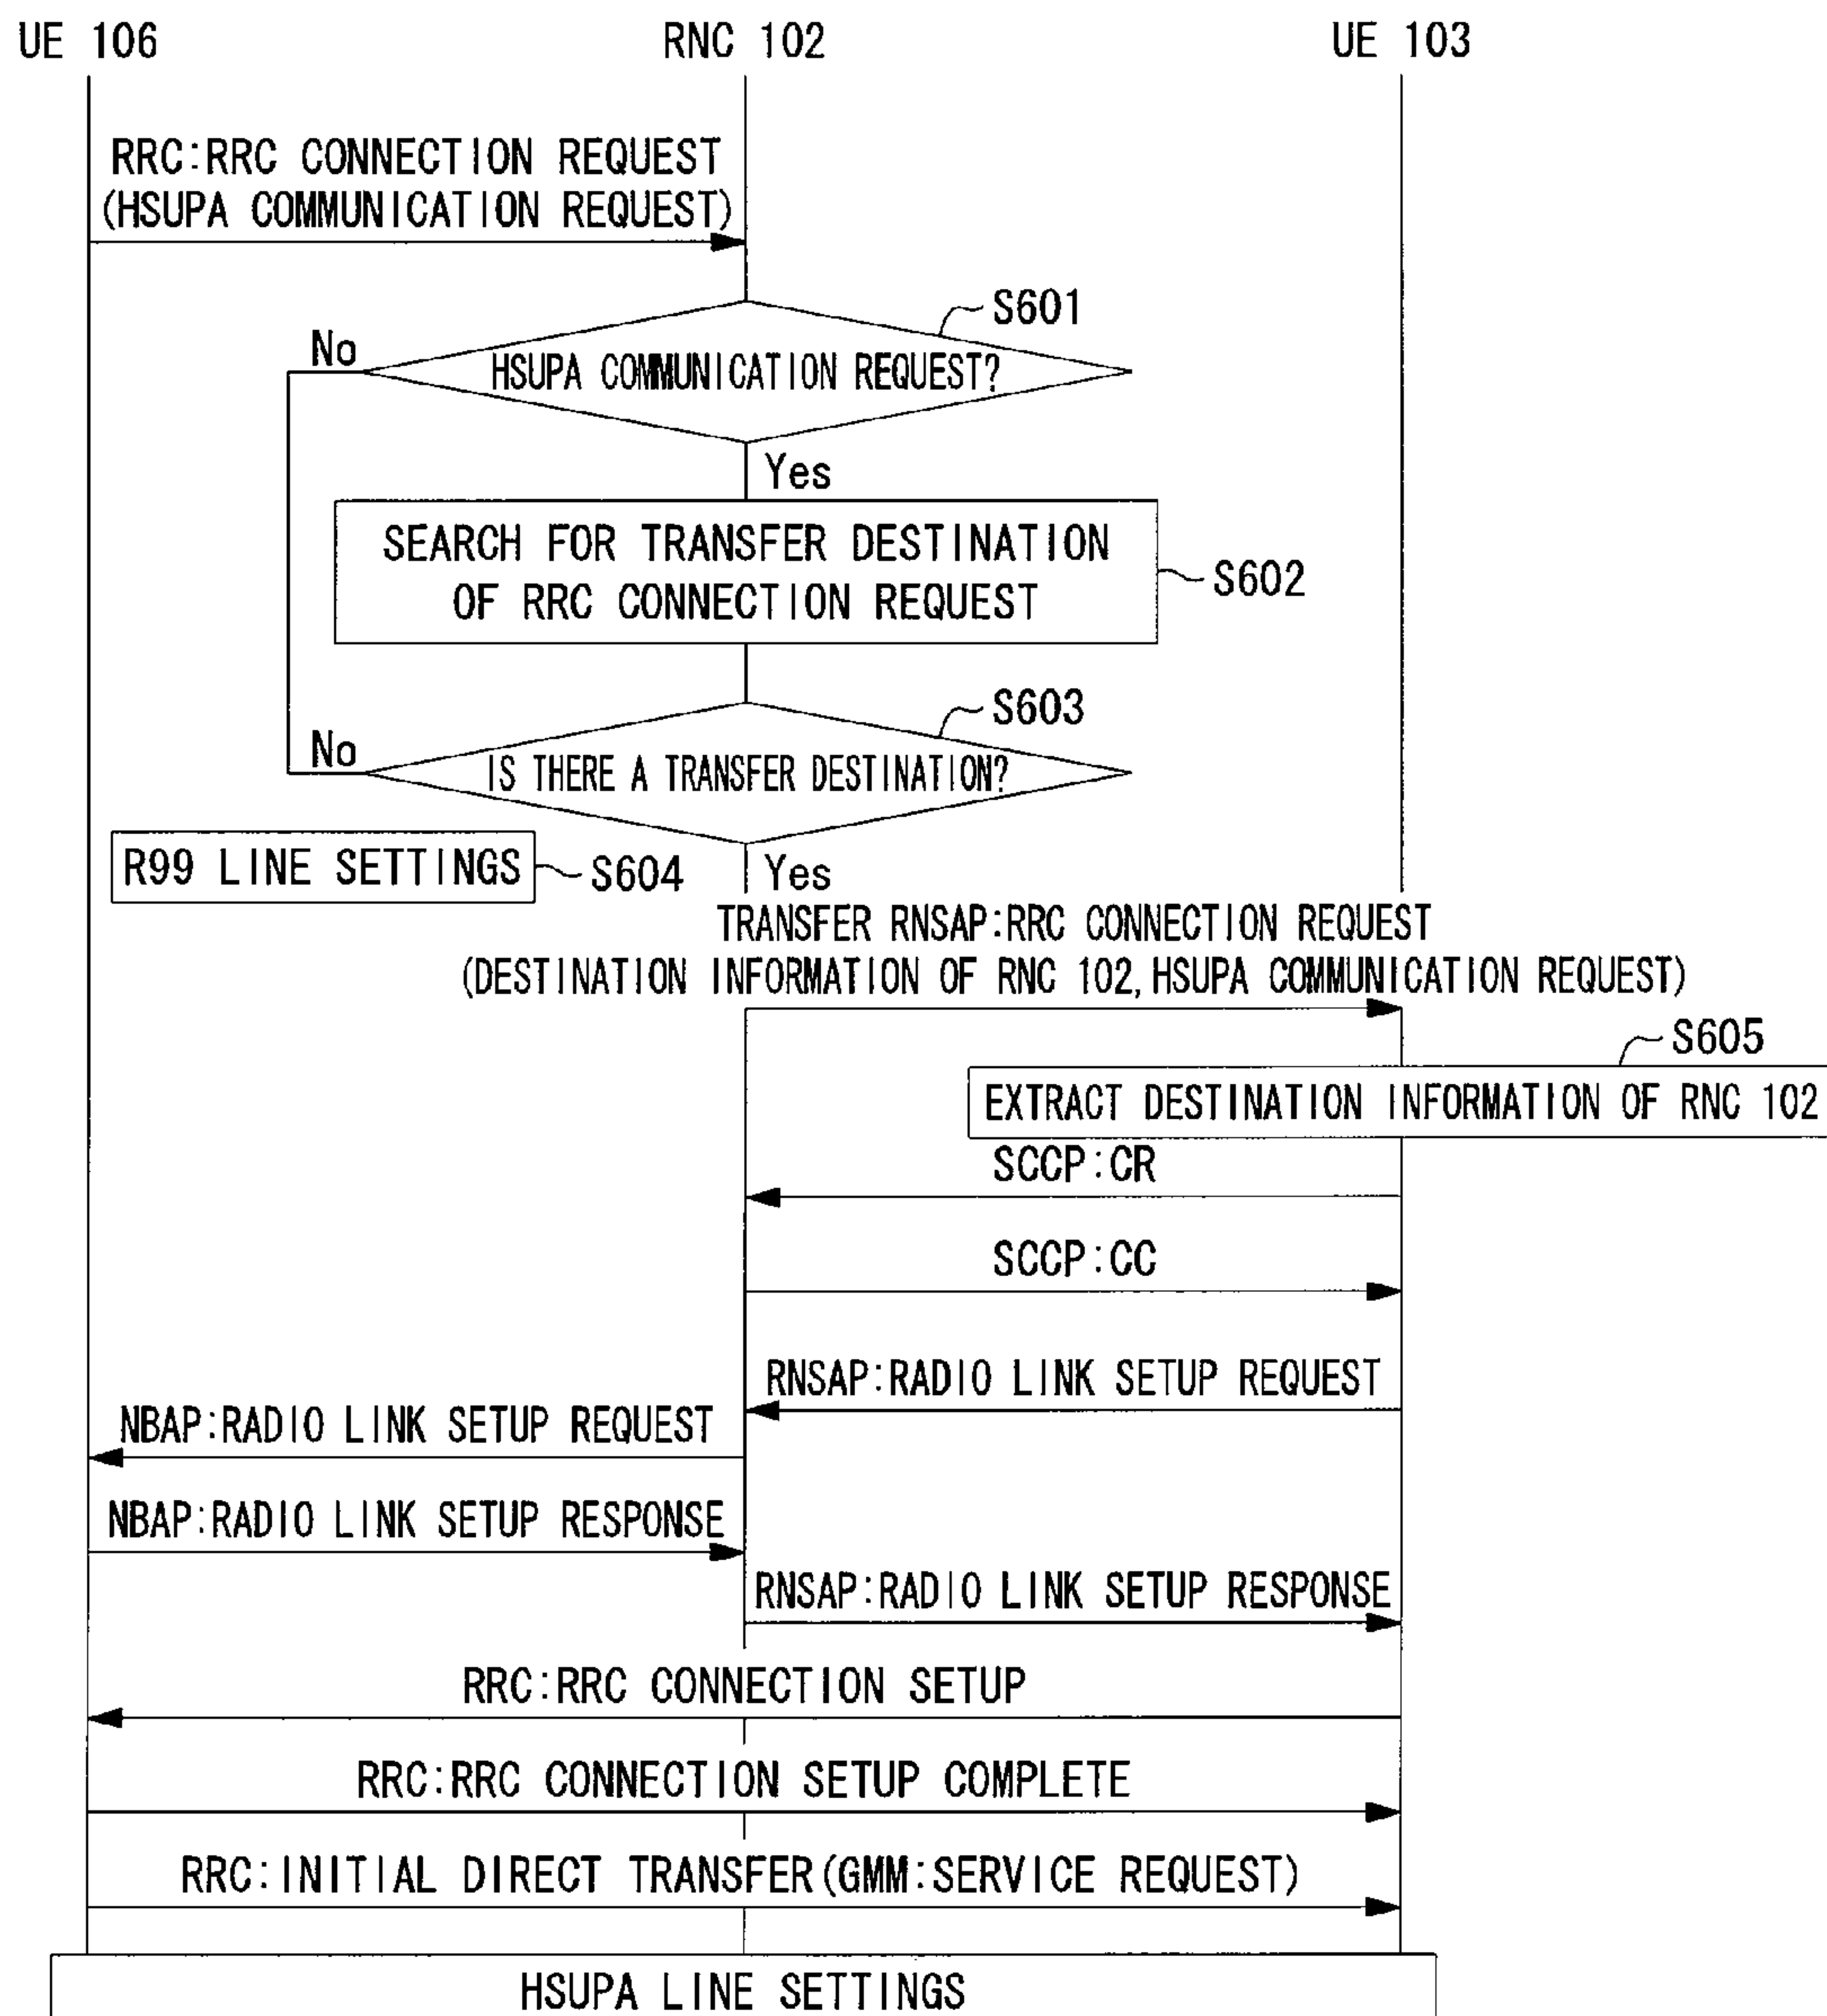 UE 106
RNC 102
UE 103
RRC:RRC CONNECTION REQUEST
(HSUPA COMMUNICATION REQUEST)
S601
No
HSUPA COMMUNICATION REQUEST?
Yes
SEARCH FOR TRANSFER DESTINATION
OF RRC CONNECTION REQUEST
S602
S603
No
IS THERE A TRANSFER DESTINATION?
R99 LINE SETTINGS
S604
Yes
TRANSFER RNSAP:RRC CONNECTION REQUEST
(DESTINATION INFORMATION OF RNC 102, HSUPA COMMUNICATION REQUEST)
S605
EXTRACT DESTINATION INFORMATION OF RNC 102
SCCP:CR
SCCP:CC
RNSAP:RADIO LINK SETUP REQUEST
NBAP:RADIO LINK SETUP REQUEST
NBAP:RADIO LINK SETUP RESPONSE
RNSAP:RADIO LINK SETUP RESPONSE
RRC:RRC CONNECTION SETUP
RRC:RRC CONNECTION SETUP COMPLETE
RRC:INITIAL DIRECT TRANSFER(GMM:SERVICE REQUEST)
HSUPA LINE SETTINGS